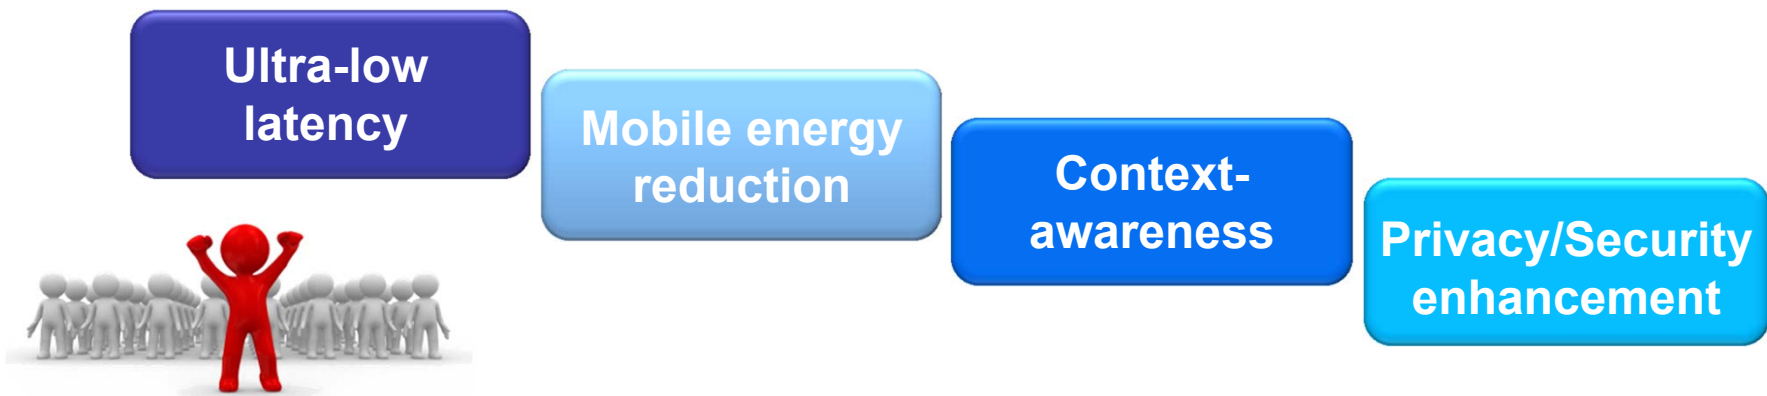 Ultra-low
latency
Mobile energy
reduction
Context-
awareness
Privacy/Security
enhancement